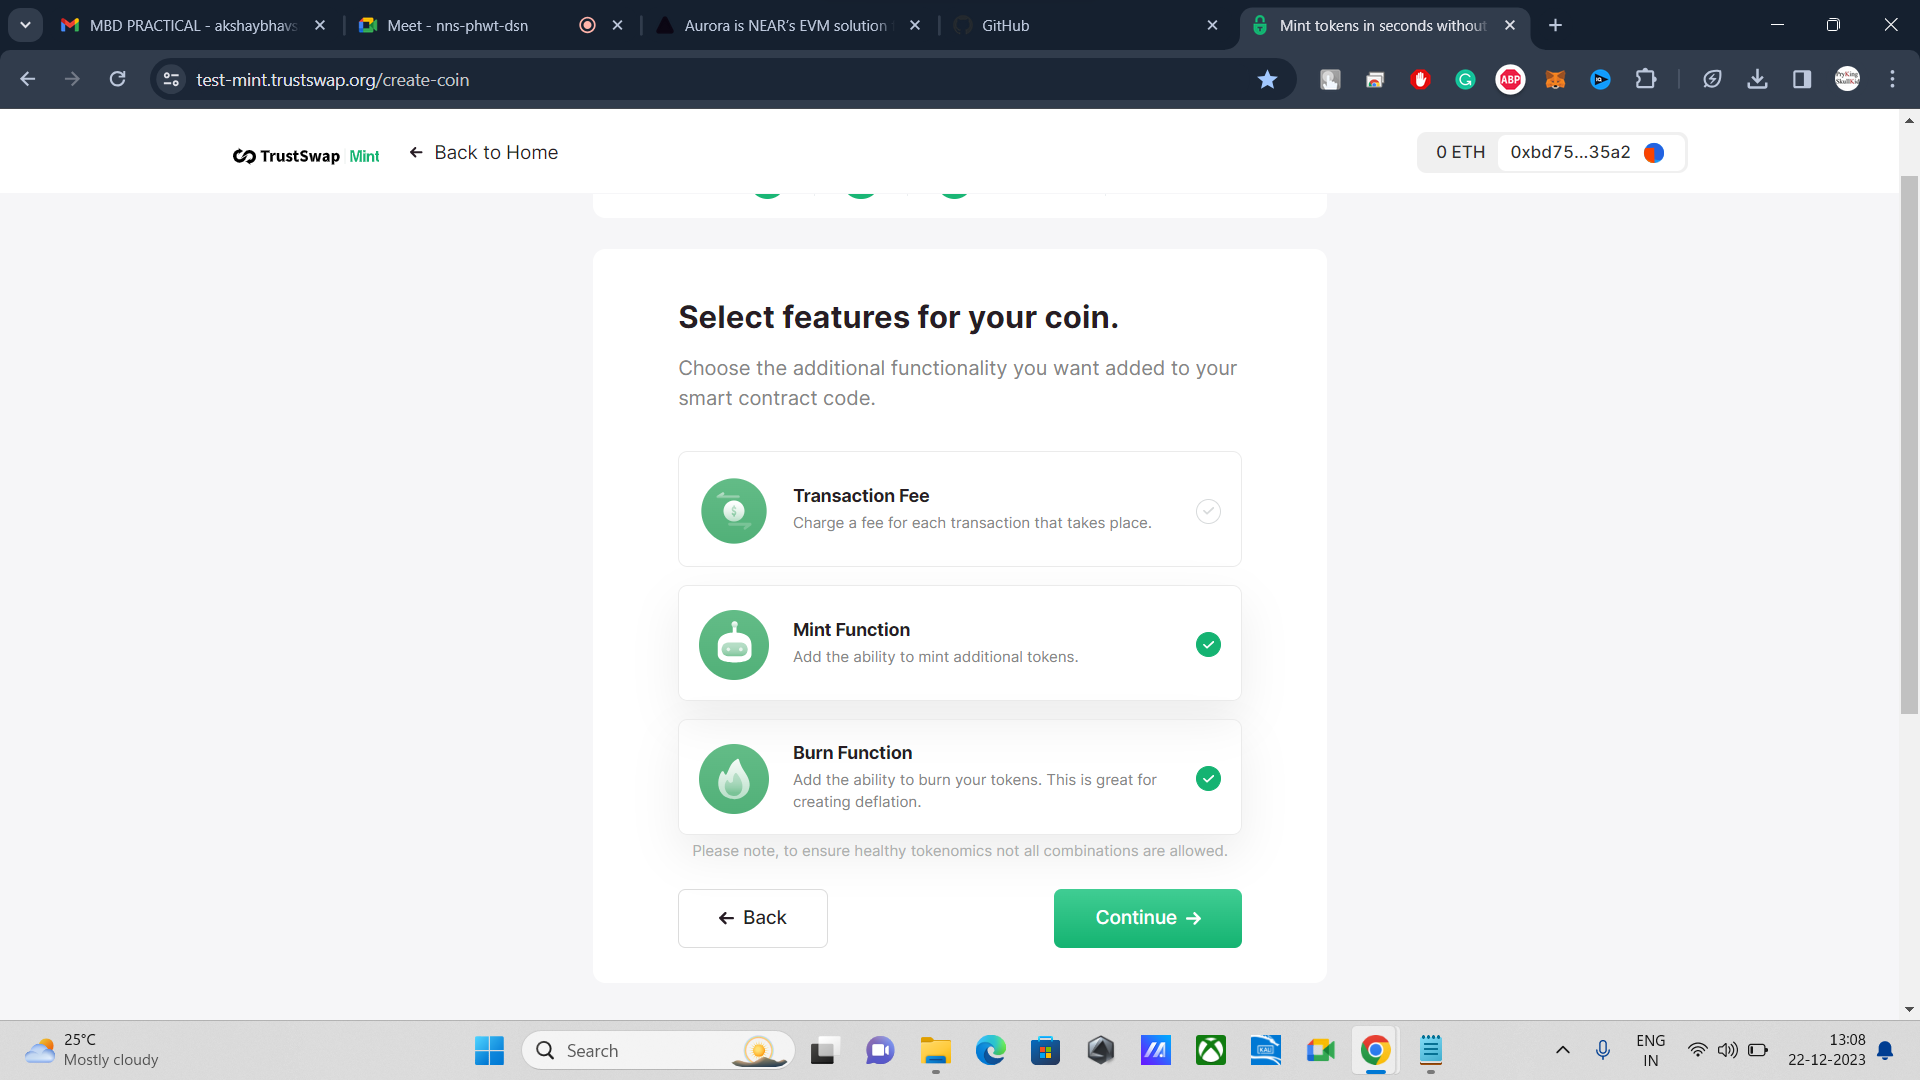 MBD PRACTICAL - akshaybhavs
Meet - nns-phwt-dsn
Aurora is NEAR’s EVM solution
GitHub
Mint tokens in seconds without
test-mint.trustswap.org/create-coin
ABP
TrustSwap Mint
← Back to Home
0 ETH
0xbd75...35a2
Select features for your coin.
Choose the additional functionality you want added to your
smart contract code.
Transaction Fee
Charge a fee for each transaction that takes place.
Mint Function
Add the ability to mint additional tokens.
Burn Function
Add the ability to burn your tokens. This is great for
creating deflation.
Please note, to ensure healthy tokenomics not all combinations are allowed.
← Back
Continue →
25°C
Mostly cloudy
Search
ENG
IN
13:08
22-12-2023